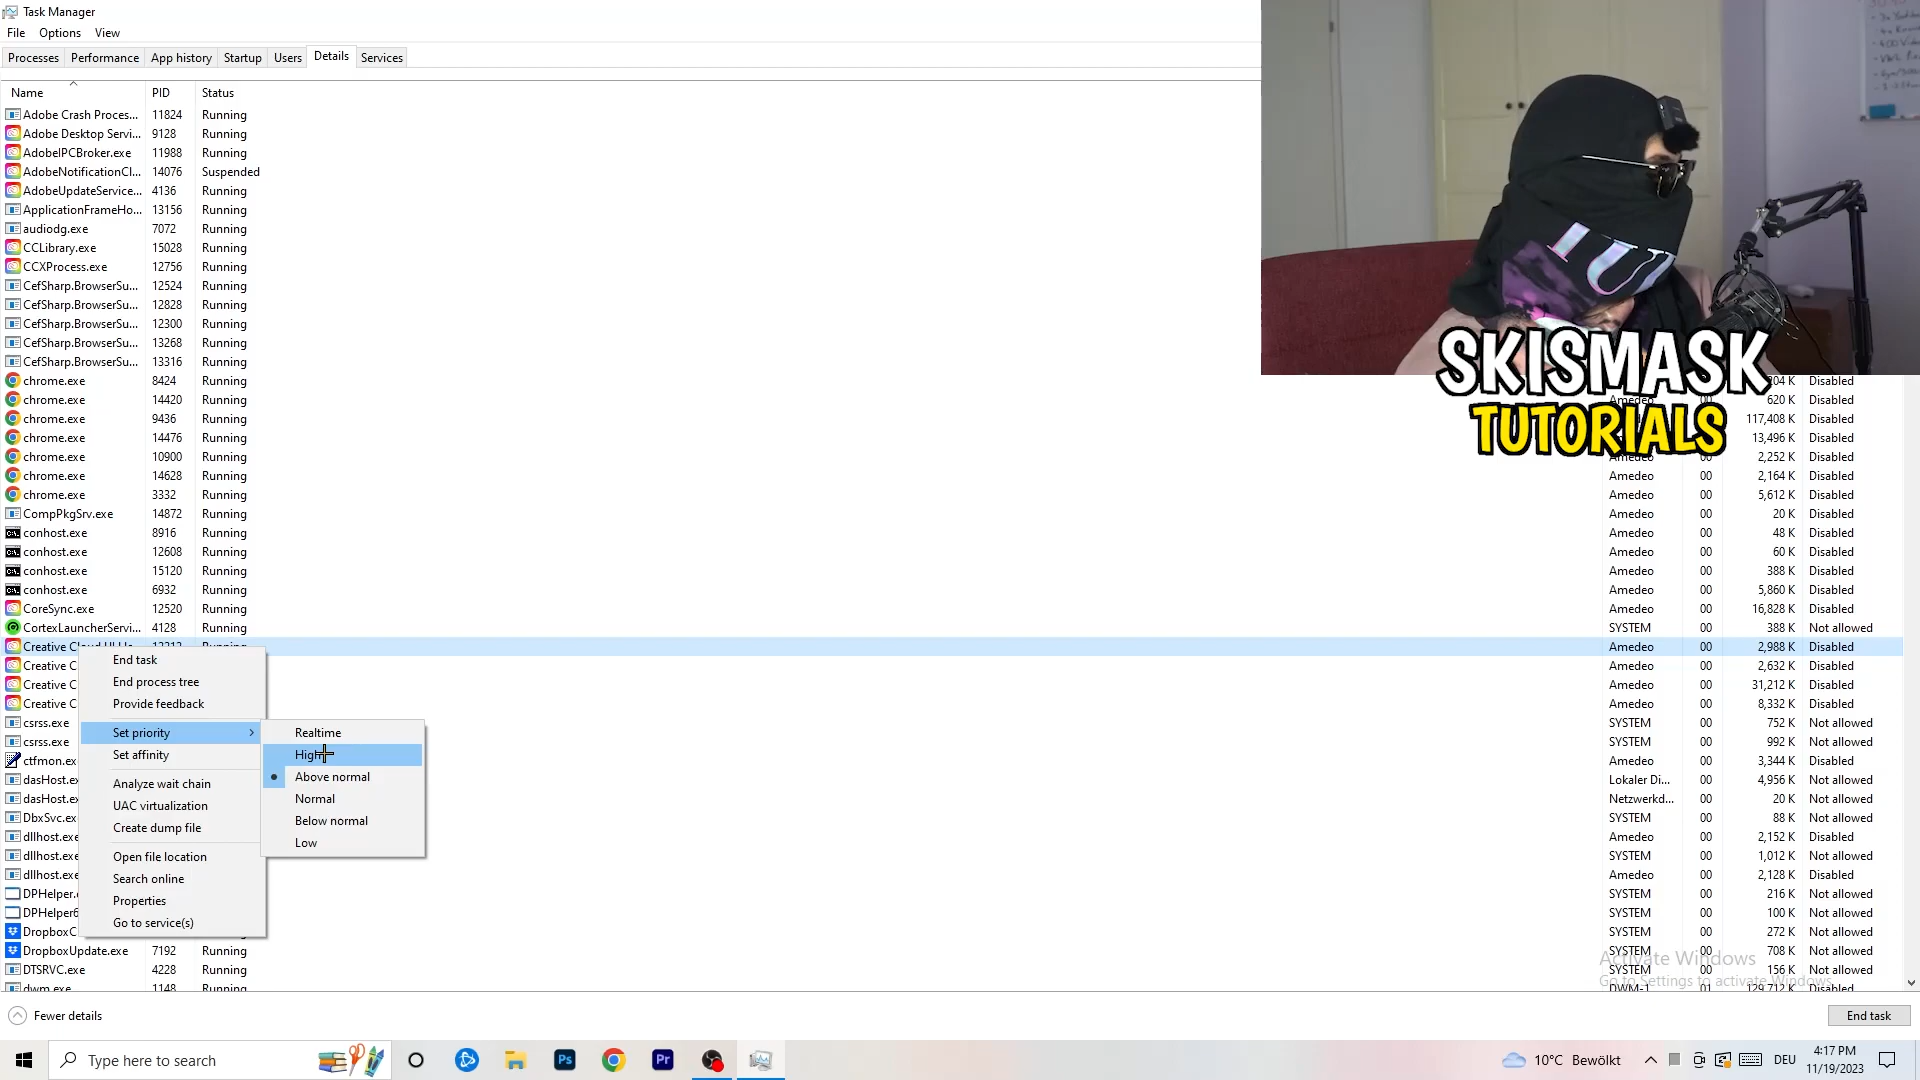 Task Manager
File Options View
Processes Performance App history Startup Users Details Services
Name PID Status
Adobe Crash Proces... 11824 Running
Adobe Desktop Servi... 9128 Running
AdobeIPCBroker.exe 11988 Running
AdobeNotificationCl... 14076 Suspended
AdobeUpdateService... 4136 Running
ApplicationFrameHo... 13156 Running
audiodg.exe 7072 Running
CCLibrary.exe 15028 Running
CCXProcess.exe 12756 Running
CefSharp.BrowserSu... 12524 Running
CefSharp.BrowserSu... 12828 Running
CefSharp.BrowserSu... 12300 Running
CefSharp.BrowserSu... 13268 Running
CefSharp.BrowserSu... 13316 Running
SKISMASK
TUTORIALS
chrome.exe 8424 Running 204 K Disabled
chrome.exe 14420 Running Amedeo 00 620 K Disabled
chrome.exe 9436 Running 117,408 K Disabled
chrome.exe 14476 Running 13,496 K Disabled
chrome.exe 10900 Running Amedeo 00 2,252 K Disabled
chrome.exe 14628 Running Amedeo 00 2,164 K Disabled
chrome.exe 3332 Running Amedeo 00 5,612 K Disabled
CompPkgSrv.exe 14872 Running Amedeo 00 20 K Disabled
conhost.exe 8916 Running Amedeo 00 48 K Disabled
conhost.exe 12608 Running Amedeo 00 60 K Disabled
conhost.exe 15120 Running Amedeo 00 388 K Disabled
conhost.exe 6932 Running Amedeo 00 5,860 K Disabled
CoreSync.exe 12520 Running Amedeo 00 16,828 K Disabled
CortexLauncherServi... 4128 Running SYSTEM 00 388 K Not allowed
Creative Cloud UI He... 13212 Running Amedeo 00 2,988 K Disabled
Creative C Amedeo 00 2,632 K Disabled
Creative C Amedeo 00 31,212 K Disabled
Creative C Amedeo 00 8,332 K Disabled
csrss.exe SYSTEM 00 752 K Not allowed
csrss.exe SYSTEM 00 992 K Not allowed
ctfmon.ex Amedeo 00 3,344 K Disabled
dasHost.ex Lokaler Di... 00 4,956 K Not allowed
dasHost.ex Netzwerkd... 00 20 K Not allowed
DbxSvc.ex SYSTEM 00 88 K Not allowed
dllhost.exe Amedeo 00 2,152 K Disabled
dllhost.exe SYSTEM 00 1,012 K Not allowed
dllhost.exe Amedeo 00 2,128 K Disabled
DPHelper. SYSTEM 00 216 K Not allowed
DPHelper6 SYSTEM 00 100 K Not allowed
DropboxC SYSTEM 00 272 K Not allowed
DropboxUpdate.exe 7192 Running SYSTEM 00 708 K Not allowed
DTSRVC.exe 4228 Running SYSTEM 00 156 K Not allowed
dwm.exe 1148 Running DWM-1 01 129,712 K Disabled
End task
End process tree
Provide feedback
Set priority
Set affinity
Analyze wait chain
UAC virtualization
Create dump file
Open file location
Search online
Properties
Go to service(s)
Realtime
High
Above normal
Normal
Below normal
Low
Activate Windows
Go to Settings to activate Windows.
Fewer details End task
Type here to search Ps Pr 10°C Bewölkt DEU 4:17 PM
11/19/2023